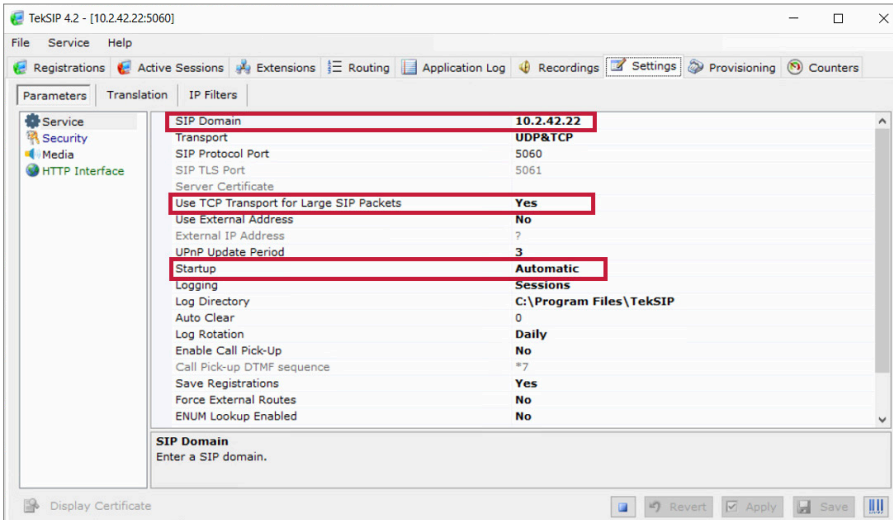 TekSIP 4.2 - [10.2.42.22:5060]
File Service Help
Registrations Active Sessions Extensions Routing Application Log Recordings Settings Provisioning Counters
Parameters Translation IP Filters
Service
Security
Media
HTTP Interface
SIP Domain 10.2.42.22
Transport UDP&TCP
SIP Protocol Port 5060
SIP TLS Port 5061
Server Certificate
Use TCP Transport for Large SIP Packets Yes
Use External Address No
External IP Address ?
UPnP Update Period 3
Startup Automatic
Logging Sessions
Log Directory C:\Program Files\TekSIP
Auto Clear 0
Log Rotation Daily
Enable Call Pick-Up No
Call Pick-up DTMF sequence *7
Save Registrations Yes
Force External Routes No
ENUM Lookup Enabled No
SIP Domain
Enter a SIP domain.
Display Certificate Revert Apply Save